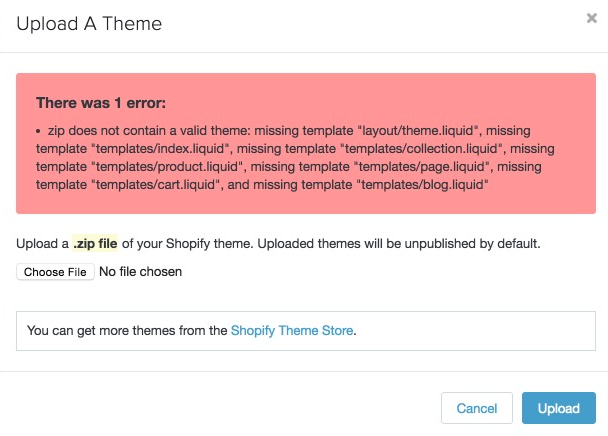 Upload A Theme
×
There was 1 error:
• zip does not contain a valid theme: missing template "layout/theme.liquid", missing
template "templates/index.liquid", missing template "templates/collection.liquid", missing
template "templates/product.liquid", missing template "templates/page.liquid", missing
template "templates/cart.liquid", and missing template "templates/blog.liquid"
Upload a .zip file of your Shopify theme. Uploaded themes will be unpublished by default.
Choose File No file chosen
You can get more themes from the Shopify Theme Store.
Cancel Upload